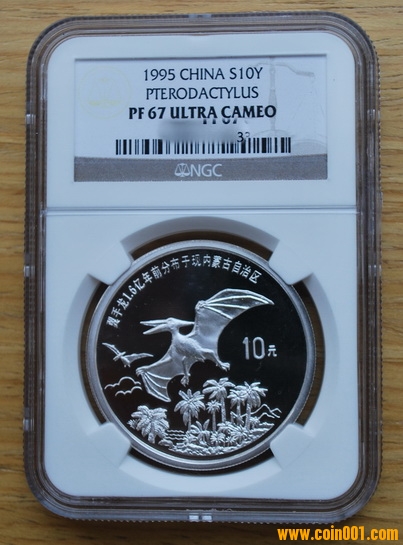 1995 CHINA S10Y
PTERODACTYLUS
PF 67 ULTRA CAMEO
NGC
翼手龙1.6亿年前分布于现内蒙古自治区
10元
www.coin001.com